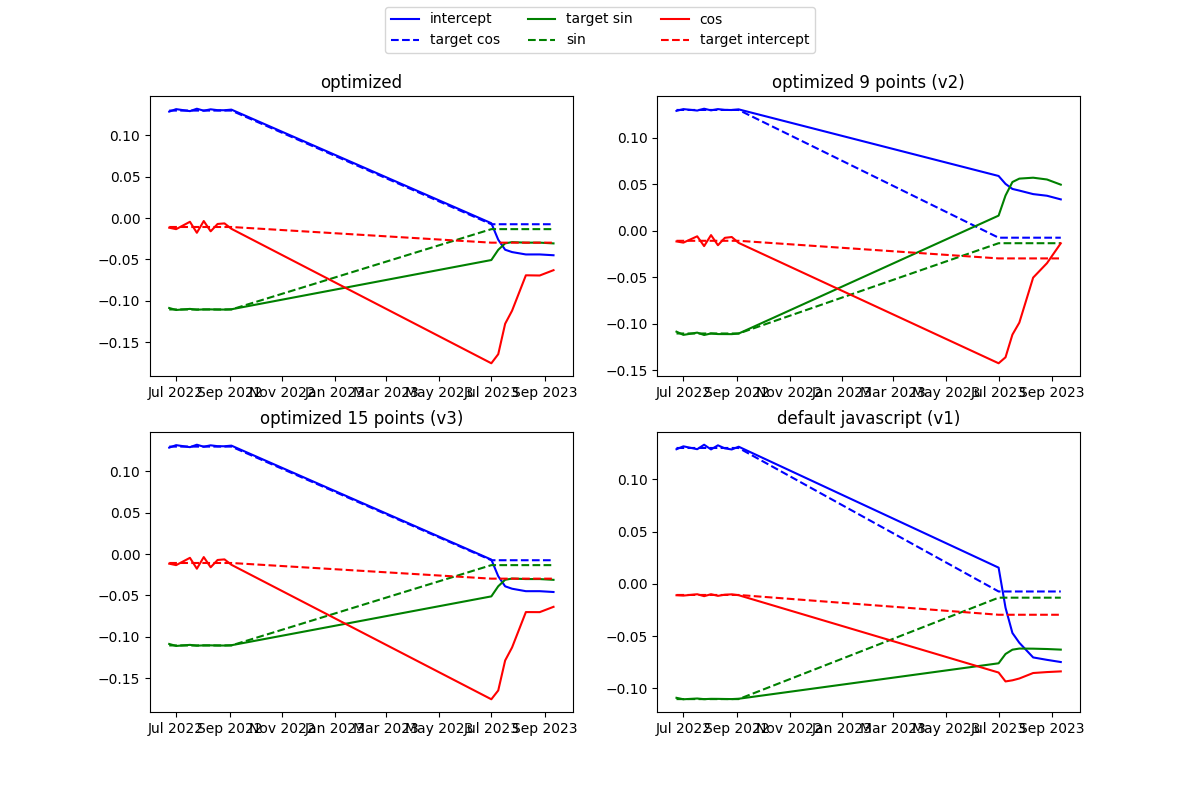 intercept target sin cos
target cos sin target intercept
optimized
0.10
0.05
0.00
−0.05
−0.10
−0.15
Jul 2022 Sep 2022 Nov 2022 Jan 2023 Mar 2023 May 2023 Jul 2023 Sep 2023
optimized 9 points (v2)
0.10
0.05
0.00
−0.05
−0.10
−0.15
Jul 2022 Sep 2022 Nov 2022 Jan 2023 Mar 2023 May 2023 Jul 2023 Sep 2023
optimized 15 points (v3)
0.10
0.05
0.00
−0.05
−0.10
−0.15
Jul 2022 Sep 2022 Nov 2022 Jan 2023 Mar 2023 May 2023 Jul 2023 Sep 2023
default javascript (v1)
0.10
0.05
0.00
−0.05
−0.10
Jul 2022 Sep 2022 Nov 2022 Jan 2023 Mar 2023 May 2023 Jul 2023 Sep 2023